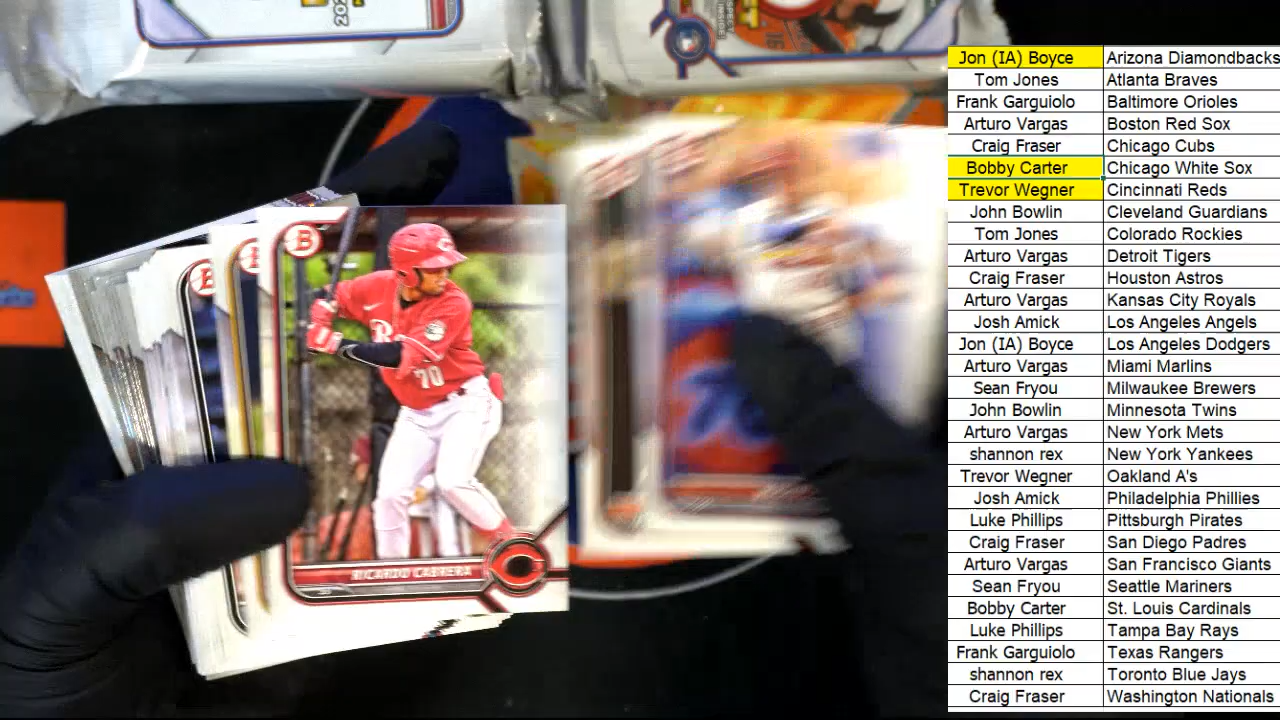 202
SPECT
INSIDE
B
B
B
C
R
70
RICARDO CABRERA
C
Jon (IA) Boyce Arizona Diamondbacks
Tom Jones Atlanta Braves
Frank Garguiolo Baltimore Orioles
Arturo Vargas Boston Red Sox
Craig Fraser Chicago Cubs
Bobby Carter Chicago White Sox
Trevor Wegner Cincinnati Reds
John Bowlin Cleveland Guardians
Tom Jones Colorado Rockies
Arturo Vargas Detroit Tigers
Craig Fraser Houston Astros
Arturo Vargas Kansas City Royals
Josh Amick Los Angeles Angels
Jon (IA) Boyce Los Angeles Dodgers
Arturo Vargas Miami Marlins
Sean Fryou Milwaukee Brewers
John Bowlin Minnesota Twins
Arturo Vargas New York Mets
shannon rex New York Yankees
Trevor Wegner Oakland A's
Josh Amick Philadelphia Phillies
Luke Phillips Pittsburgh Pirates
Craig Fraser San Diego Padres
Arturo Vargas San Francisco Giants
Sean Fryou Seattle Mariners
Bobby Carter St. Louis Cardinals
Luke Phillips Tampa Bay Rays
Frank Garguiolo Texas Rangers
shannon rex Toronto Blue Jays
Craig Fraser Washington Nationals